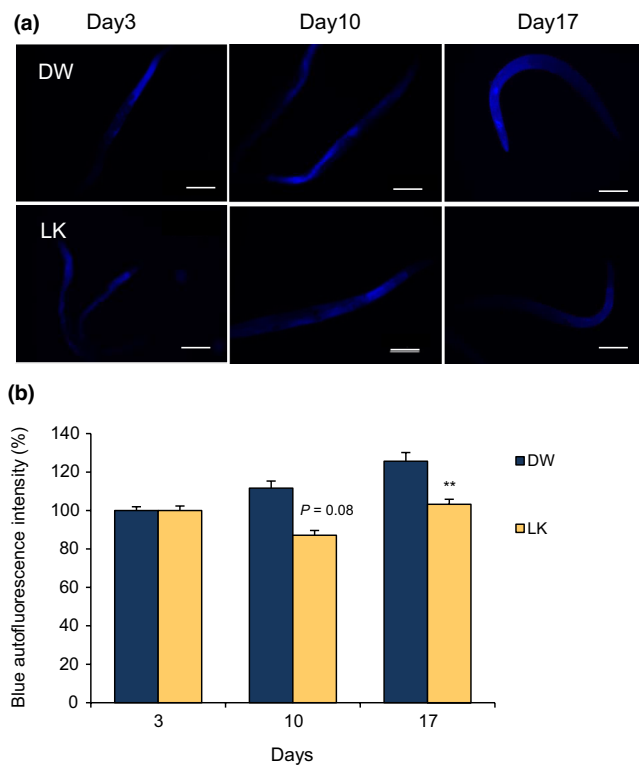 (a)
Day3 Day10 Day17
DW
LK
(b)
Blue autofluorescence intensity (%)
140
120
100
80
60
40
20
0
P = 0.08
**
3 10 17
Days
DW
LK